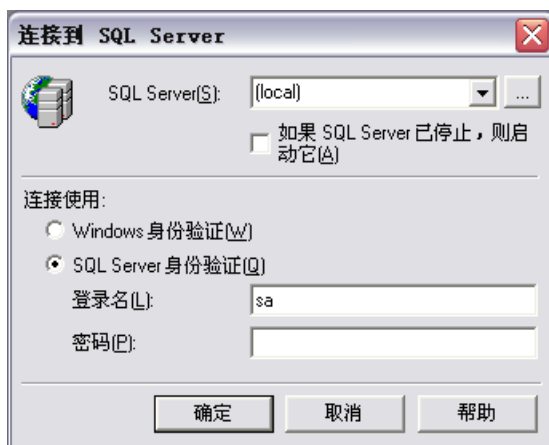 连接到 SQL Server
SQL Server(S):
(local)
...
如果 SQL Server 已停止，则启
动它(A)
连接使用:
Windows 身份验证(W)
SQL Server 身份验证(Q)
登录名(L):
sa
密码(P):
确定
取消
帮助